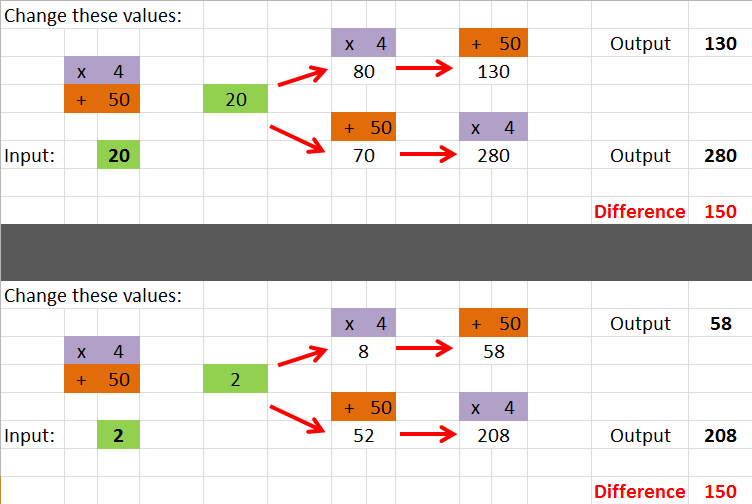 Change these values:
x 4 + 50 Output 130
x 4 80 130
+ 50 20
+ 50 x 4
Input: 20 70 280 Output 280
Difference 150
Change these values:
x 4 + 50 Output 58
x 4 8 58
+ 50 2
+ 50 x 4
Input: 2 52 208 Output 208
Difference 150